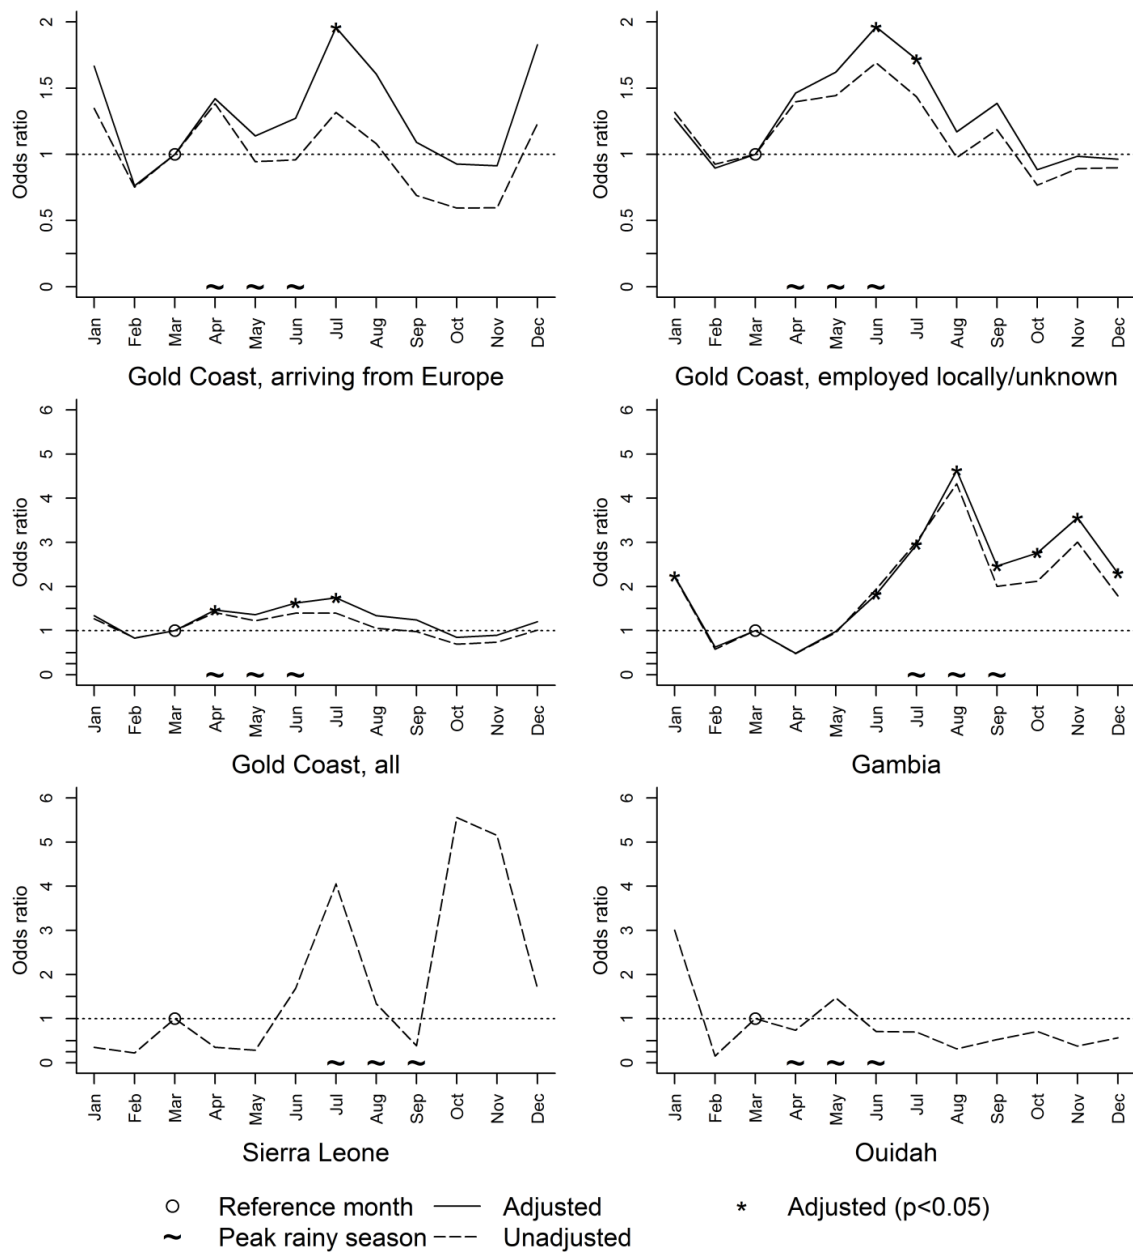 2
1.5
1
0.5
0
Odds ratio
Jan Feb Mar Apr May Jun Jul Aug Sep Oct Nov Dec
Gold Coast, arriving from Europe
2
1.5
1
0.5
0
Odds ratio
Jan Feb Mar Apr May Jun Jul Aug Sep Oct Nov Dec
Gold Coast, employed locally/unknown
6
5
4
3
2
1
0
Odds ratio
Jan Feb Mar Apr May Jun Jul Aug Sep Oct Nov Dec
Gold Coast, all
6
5
4
3
2
1
0
Odds ratio
Jan Feb Mar Apr May Jun Jul Aug Sep Oct Nov Dec
Gambia
6
5
4
3
2
1
0
Odds ratio
Jan Feb Mar Apr May Jun Jul Aug Sep Oct Nov Dec
Sierra Leone
6
5
4
3
2
1
0
Odds ratio
Jan Feb Mar Apr May Jun Jul Aug Sep Oct Nov Dec
Ouidah
Reference month Adjusted * Adjusted (p<0.05)
~ Peak rainy season Unadjusted